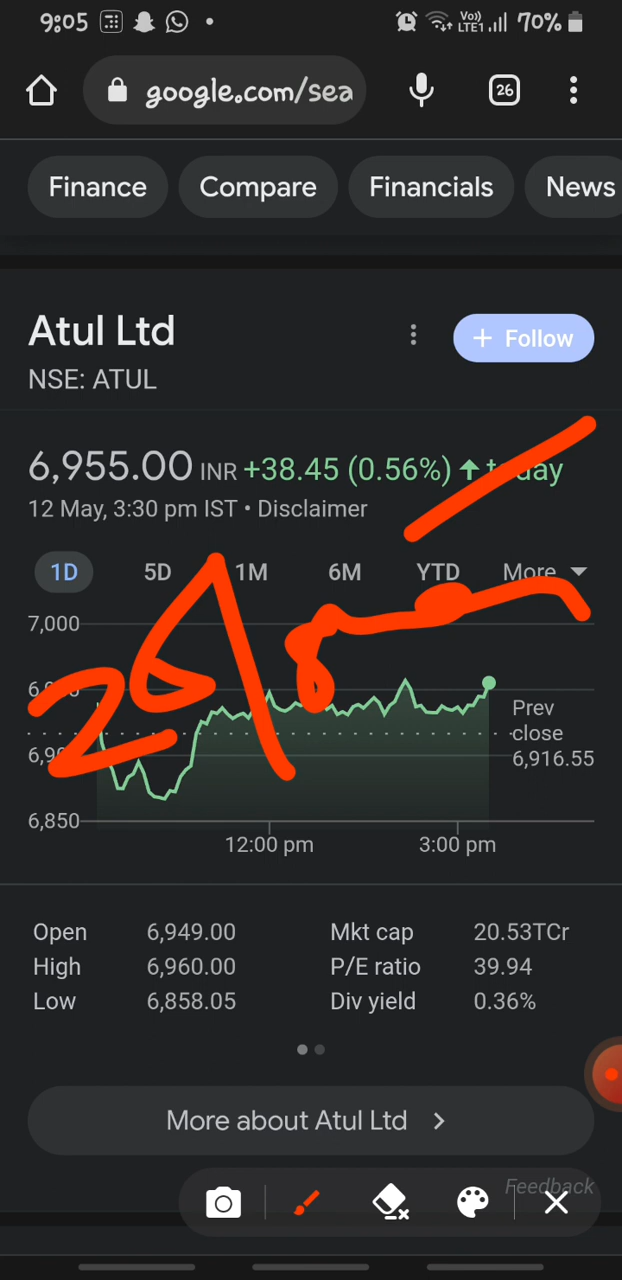 9:05
Vo))
LTE1
70%
google.com/sea
26
Finance Compare Financials News
Atul Ltd
+ Follow
NSE: ATUL
6,955.00 INR +38.45 (0.56%) ↑ today
12 May, 3:30 pm IST • Disclaimer
1D 5D 1M 6M YTD More
7,000
Prev
close
6,916.55
6,850
12:00 pm 3:00 pm
Open 6,949.00 Mkt cap 20.53TCr
High 6,960.00 P/E ratio 39.94
Low 6,858.05 Div yield 0.36%
More about Atul Ltd >
Feedback